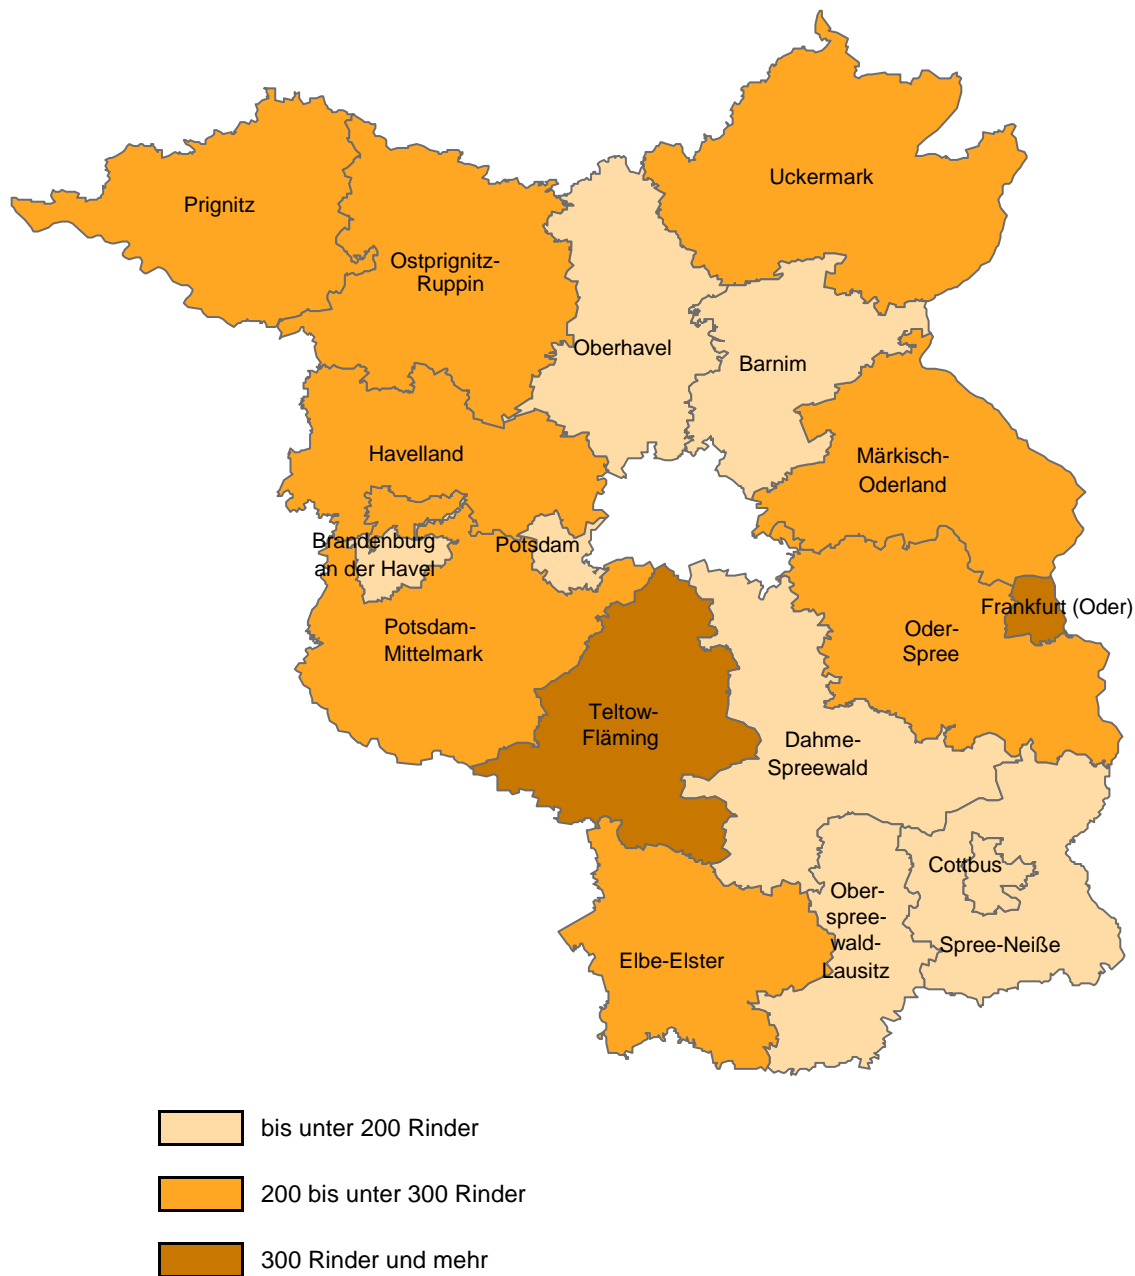 Uckermark
Prignitz
Ostprignitz-
Ruppin
Oberhavel
Barnim
Havelland
Märkisch-
Oderland
Brandenburg
an der Havel
Potsdam
Frankfurt (Oder)
Potsdam-
Mittelmark
Oder-
Spree
Teltow-
Fläming
Dahme-
Spreewald
Cottbus
Ober-
spree-
wald-
Lausitz
Spree-Neiße
Elbe-Elster
bis unter 200 Rinder
200 bis unter 300 Rinder
300 Rinder und mehr